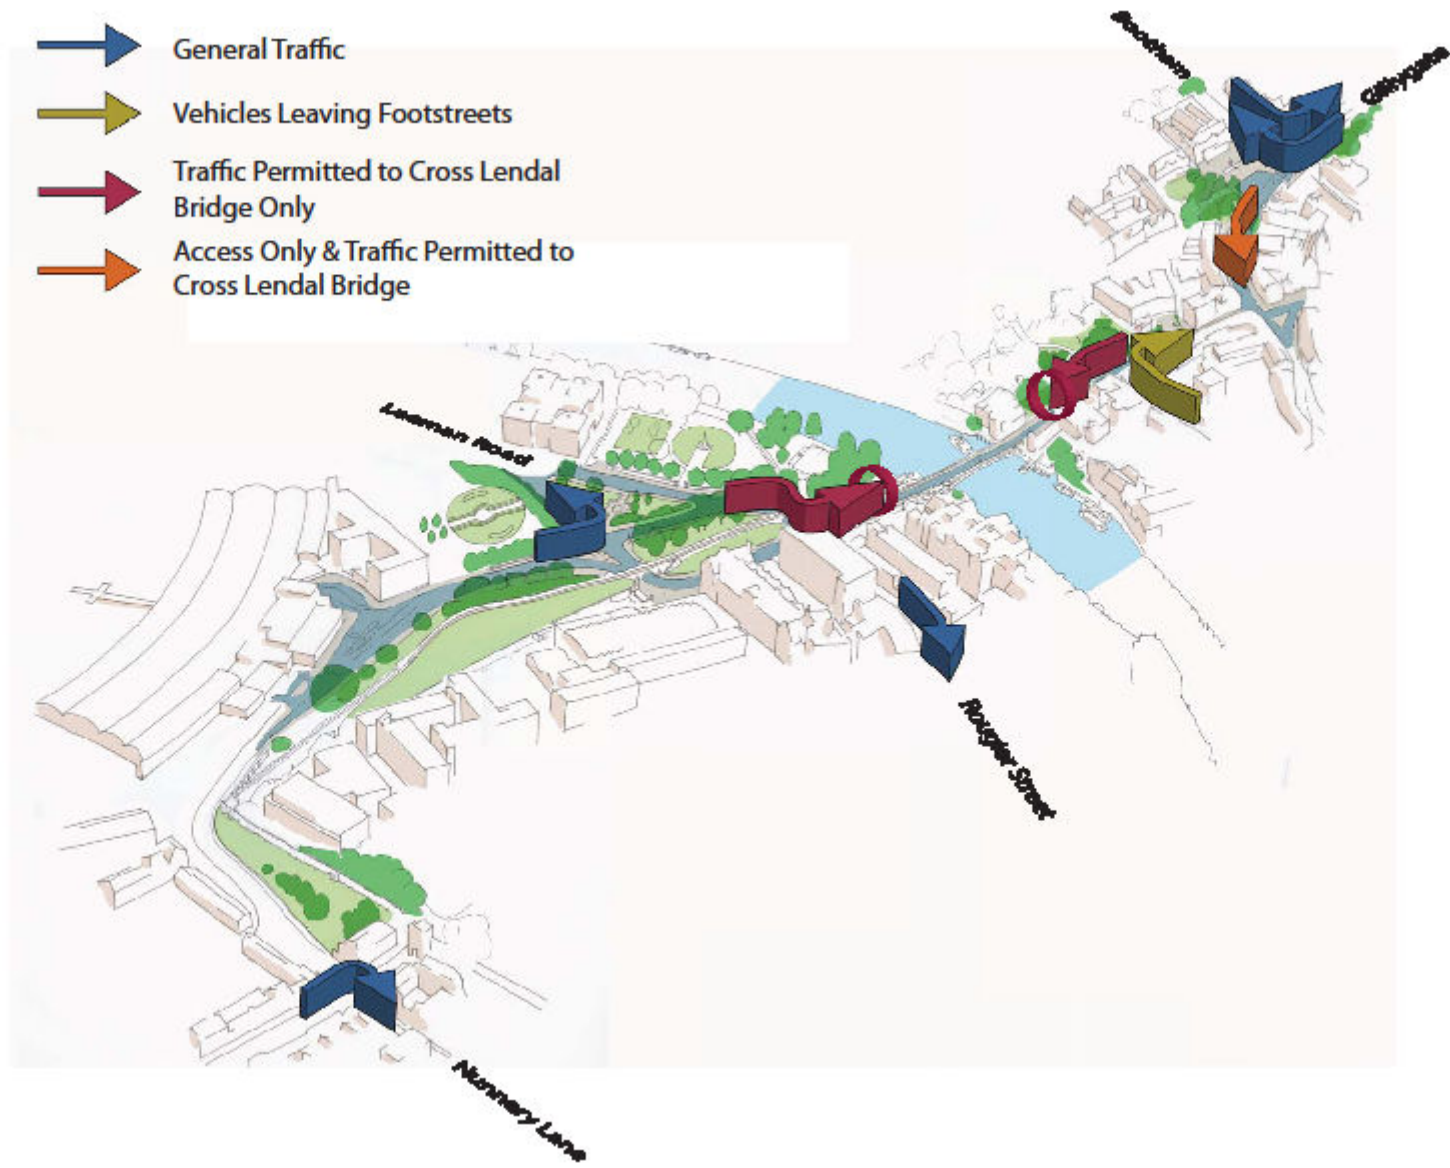 General Traffic
Vehicles Leaving Footstreets
Traffic Permitted to Cross Lendal
Bridge Only
Access Only & Traffic Permitted to
Cross Lendal Bridge
Bootham
Gillygate
Leeman Road
Rougier Street
Nunnery Lane